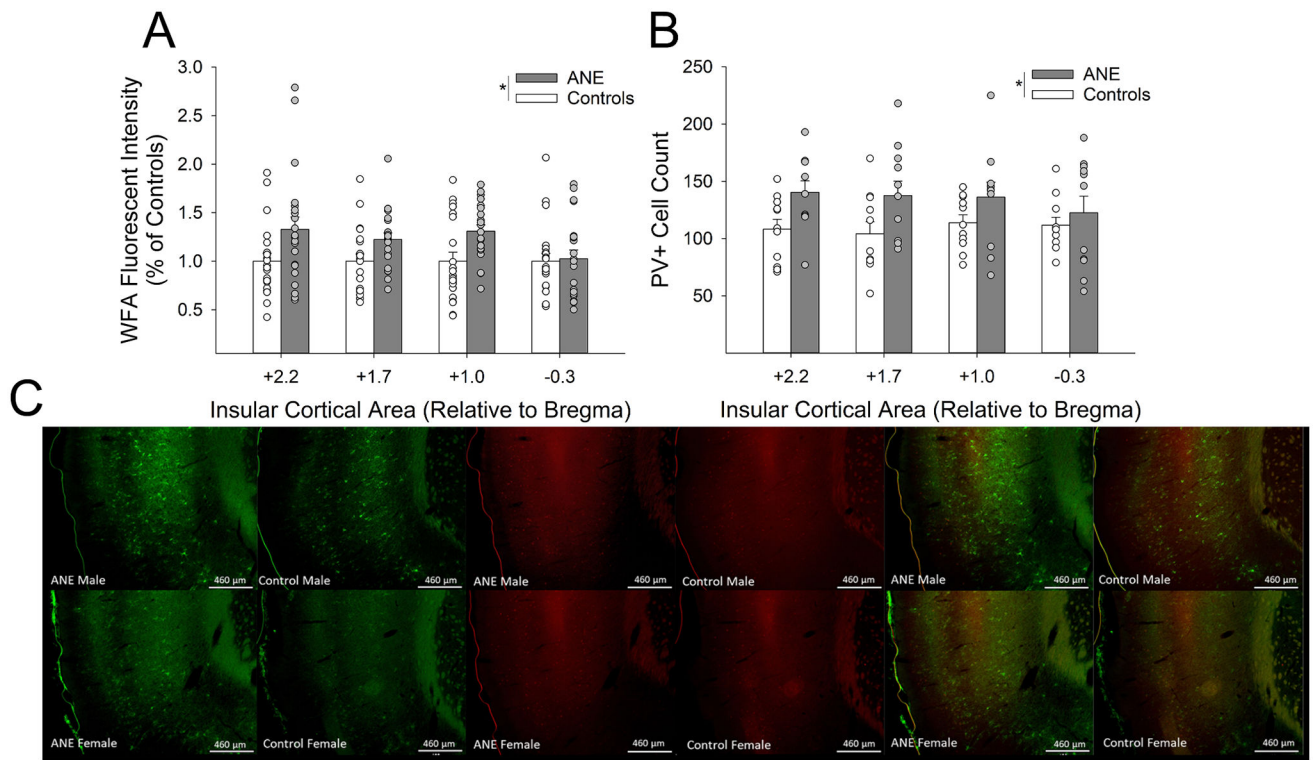 A
WFA Fluorescent Intensity
(% of Controls)
3.0
2.5
2.0
1.5
1.0
0.5
*
ANE
Controls
+2.2 +1.7 +1.0 -0.3
Insular Cortical Area (Relative to Bregma)
B
PV+ Cell Count
250
200
150
100
50
*
ANE
Controls
+2.2 +1.7 +1.0 -0.3
Insular Cortical Area (Relative to Bregma)
C
ANE Male 460 μm Control Male 460 μm ANE Male 460 μm Control Male 460 μm ANE Male 460 μm Control Male 460 μm
ANE Female 460 μm Control Female 460 μm ANE Female 460 μm Control Female 460 μm ANE Female 460 μm Control Female 460 μm